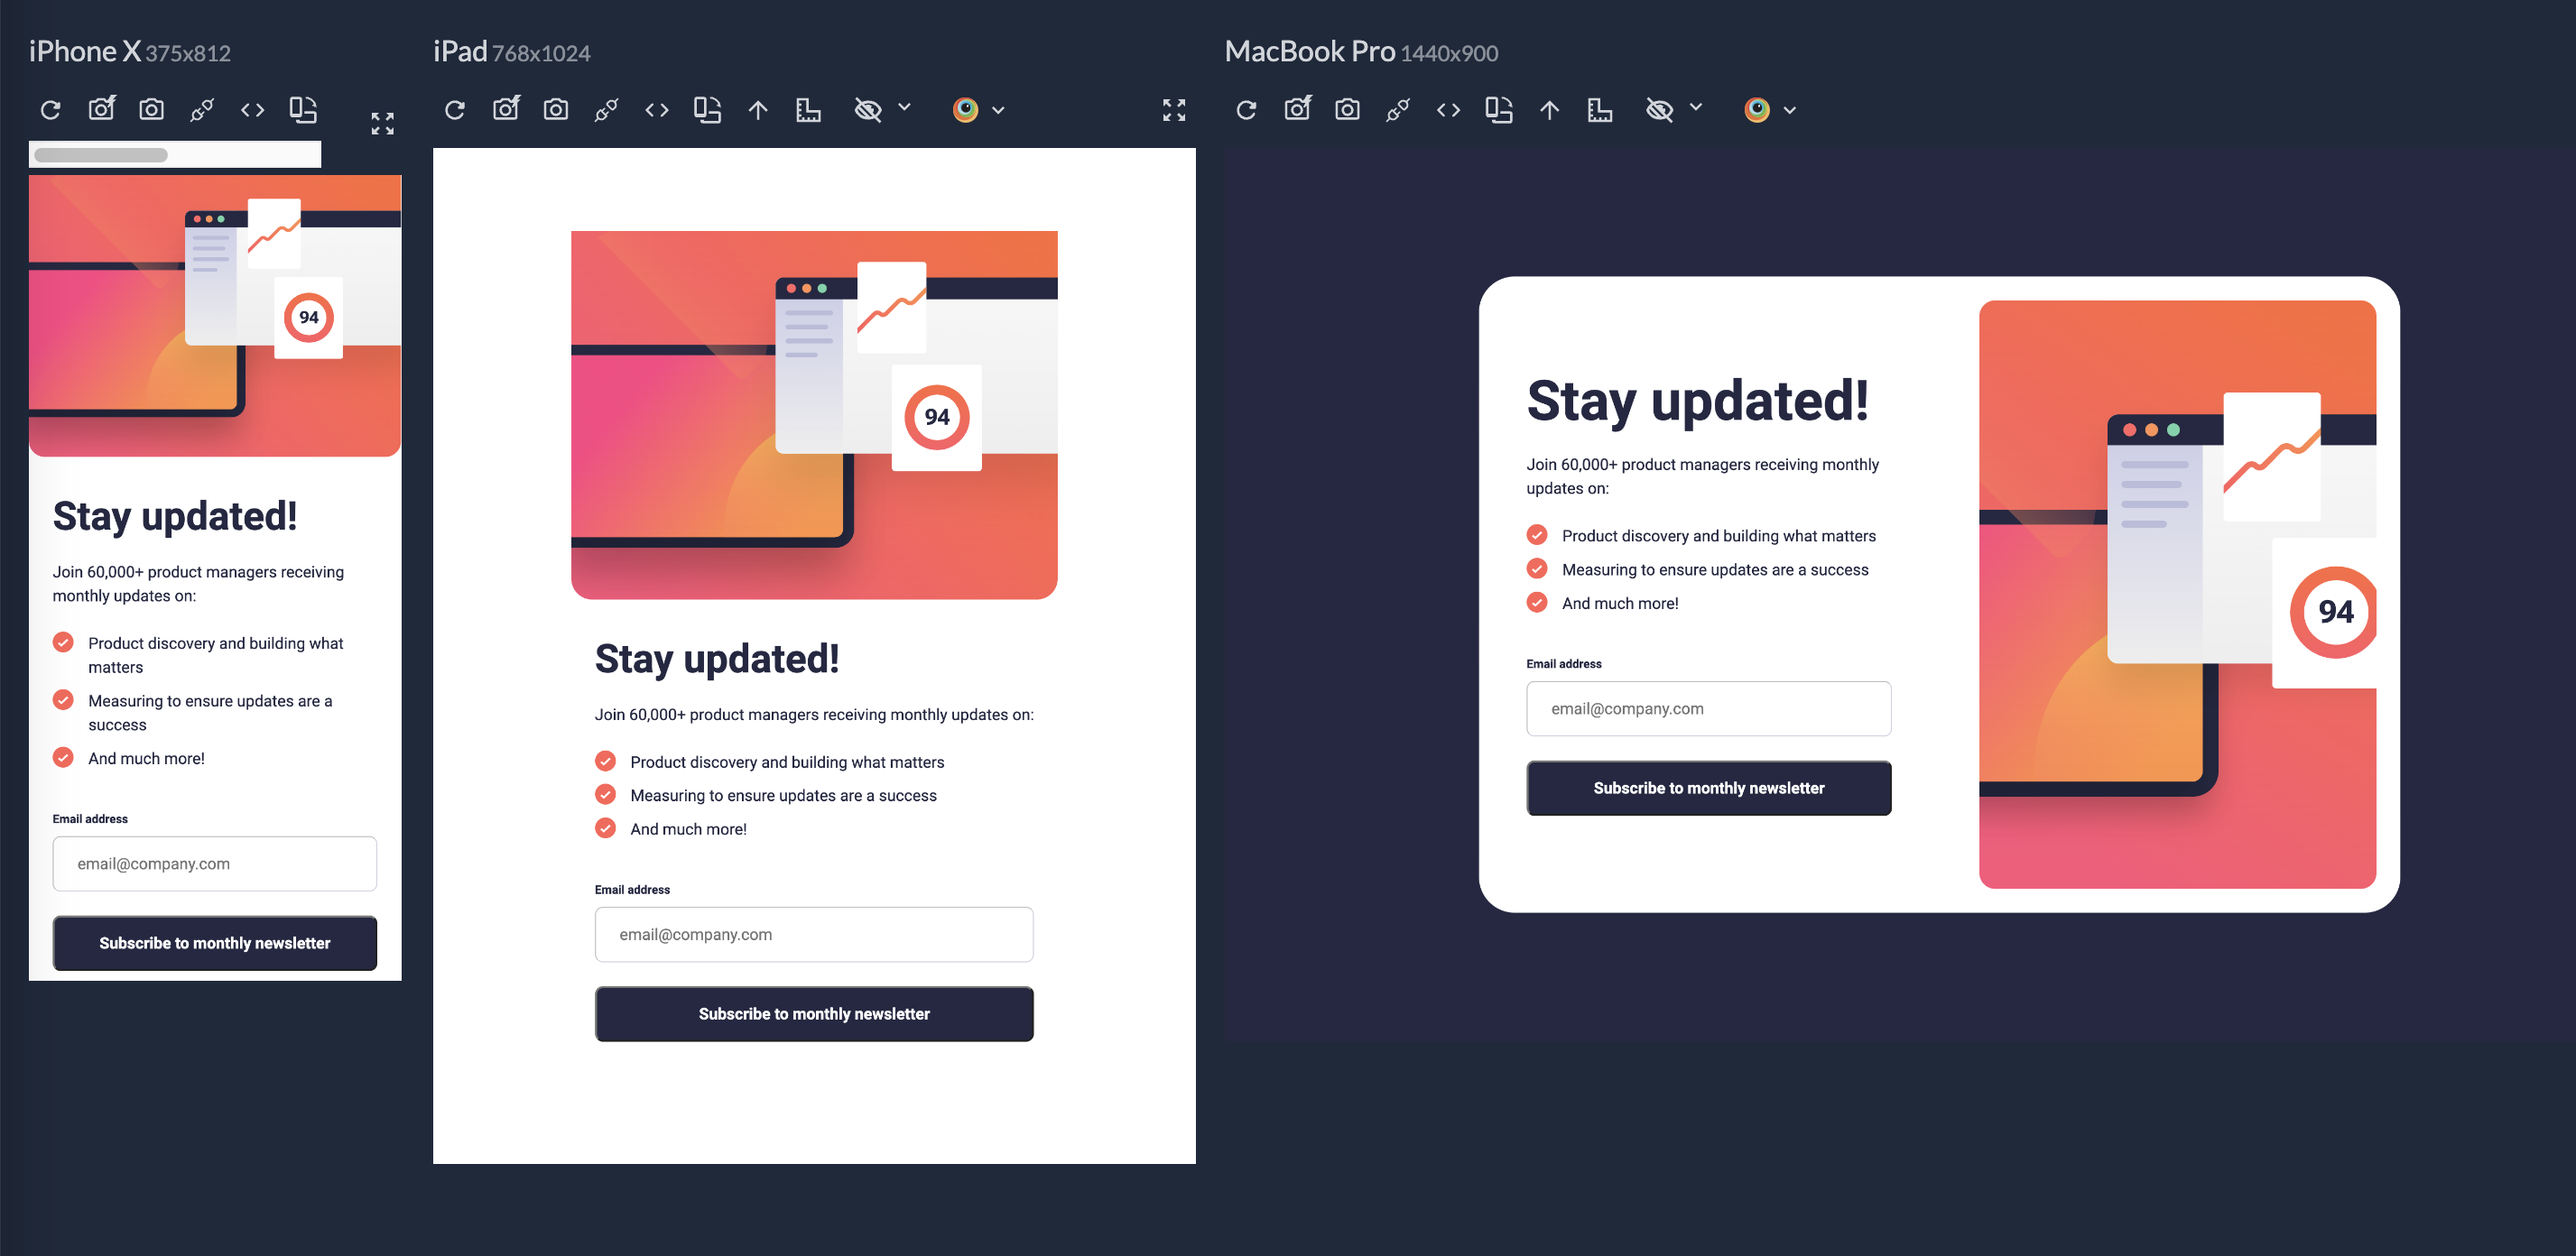 iPhone X 375x812
94
Stay updated!
Join 60,000+ product managers receiving
monthly updates on:
Product discovery and building what
matters
Measuring to ensure updates are a
success
And much more!
Email address
email@company.com
Subscribe to monthly newsletter
iPad 768x1024
94
Stay updated!
Join 60,000+ product managers receiving monthly updates on:
Product discovery and building what matters
Measuring to ensure updates are a success
And much more!
Email address
email@company.com
Subscribe to monthly newsletter
MacBook Pro 1440x900
Stay updated!
Join 60,000+ product managers receiving monthly
updates on:
Product discovery and building what matters
Measuring to ensure updates are a success
And much more!
Email address
email@company.com
Subscribe to monthly newsletter
94